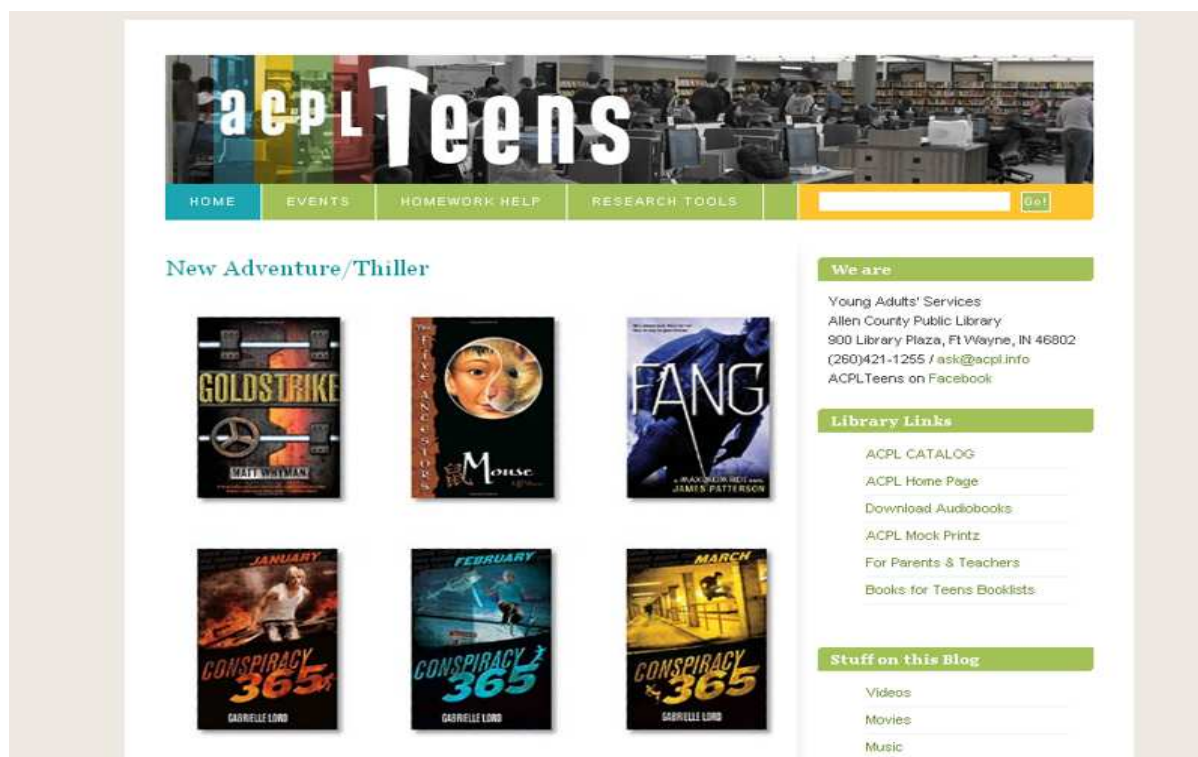 acpl Teens
HOME EVENTS HOMEWORK HELP RESEARCH TOOLS Go!
New Adventure/Thiller
GOLDSTRIKE
MATT WHYMAN
The Five Ancestors
Mouse
FANG
A MAXIMUM RIDE
JAMES PATTERSON
JANUARY
CONSPIRACY
365
GABRIELLE LORD
FEBRUARY
CONSPIRACY
365
GABRIELLE LORD
MARCH
CONSPIRACY
365
GABRIELLE LORD
We are
Young Adults' Services
Allen County Public Library
900 Library Plaza, Ft Wayne, IN 46802
(260)421-1255 / ask@acpl.info
ACPLTeens on Facebook
Library Links
ACPL CATALOG
ACPL Home Page
Download Audiobooks
ACPL Mock Printz
For Parents & Teachers
Books for Teens Booklists
Stuff on this Blog
Videos
Movies
Music